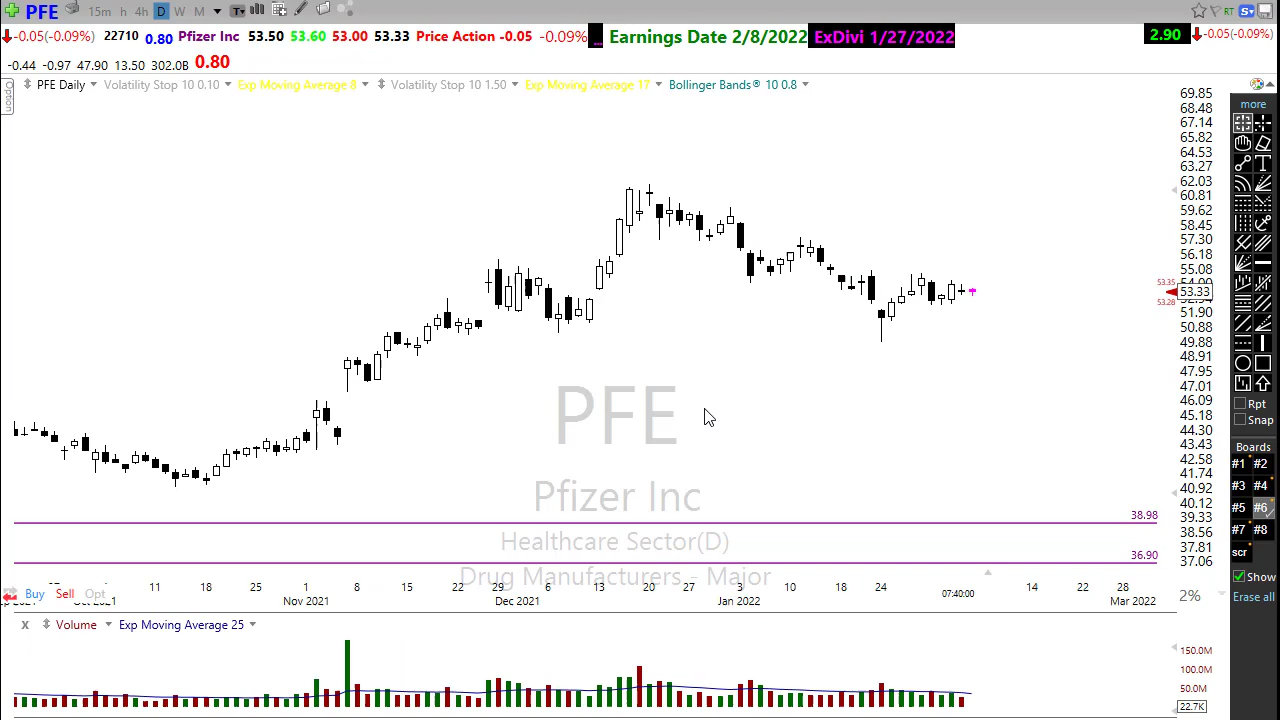 PFE 15m h 4h D W M T
☆ RT S
-0.05(-0.09%) 22710 0.80 Pfizer Inc 53.50 53.60 53.00 53.33 Price Action -0.05 -0.09% Earnings Date 2/8/2022 ExDivi 1/27/2022 2.90 -0.05(-0.09%)
-0.44 -0.97 47.90 13.50 302.0B 0.80
Option
PFE Daily Volatility Stop 10 0.10 Exp Moving Average 8 Volatility Stop 10 1.50 Exp Moving Average 17 Bollinger Bands® 10 0.8
69.85
68.48
67.14
65.82
64.53
63.27
62.03
60.81
59.62
58.45
57.30
56.18
55.08
53.35
53.33
53.28
51.90
50.88
49.88
48.91
47.95
47.01
46.09
45.18
44.30
43.43
42.58
41.74
40.92
40.12
39.33
38.56
37.81
37.06
PFE
Pfizer Inc
Healthcare Sector(D)
Drug Manufacturers - Major
38.98
36.90
11 18 25 1 8 15 22 29 6 13 20 27 3 10 18 24 14 22 28
Nov 2021 Dec 2021 Jan 2022 07:40:00 Mar 2022
Buy Sell Opt
2%
x Volume Exp Moving Average 25
150.0M
100.0M
50.0M
22.7K
more
Rpt
Snap
Boards
#1 #2
#3 #4
#5 #6
#7 #8
scr
Show
Erase all